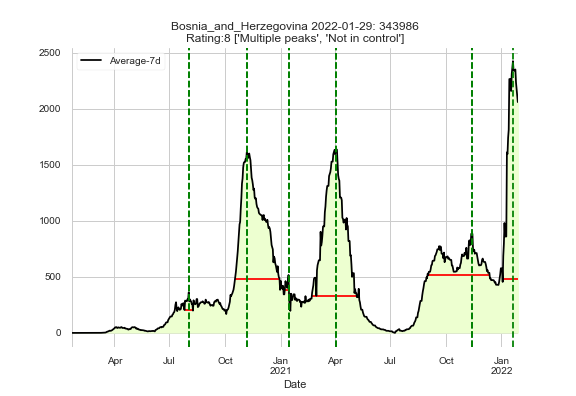 Bosnia_and_Herzegovina 2022-01-29: 343986
Rating:8 ['Multiple peaks', 'Not in control']
Average-7d
2500
2000
1500
1000
500
0
Apr
Jul
Oct
Jan
2021
Apr
Jul
Oct
Jan
2022
Date